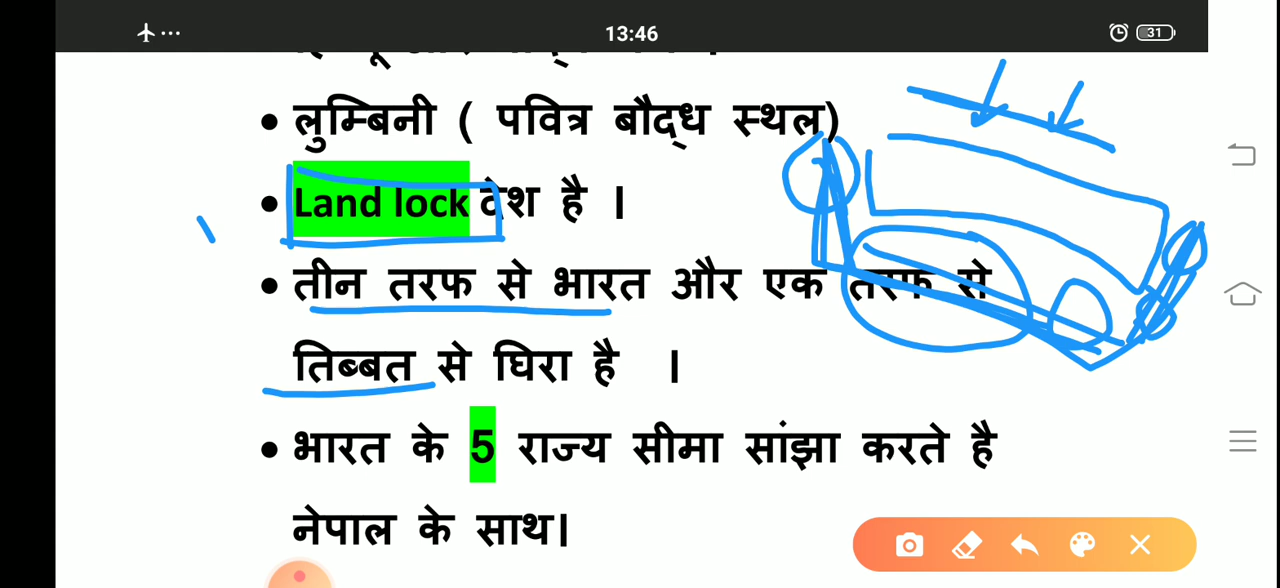 13:46
31
• लुम्बिनी ( पवित्र बौद्ध स्थल)
• Land lock देश है ।
• तीन तरफ से भारत और एक तरफ से
तिब्बत से घिरा है ।
• भारत के 5 राज्य सीमा सांझा करते है
नेपाल के साथ।